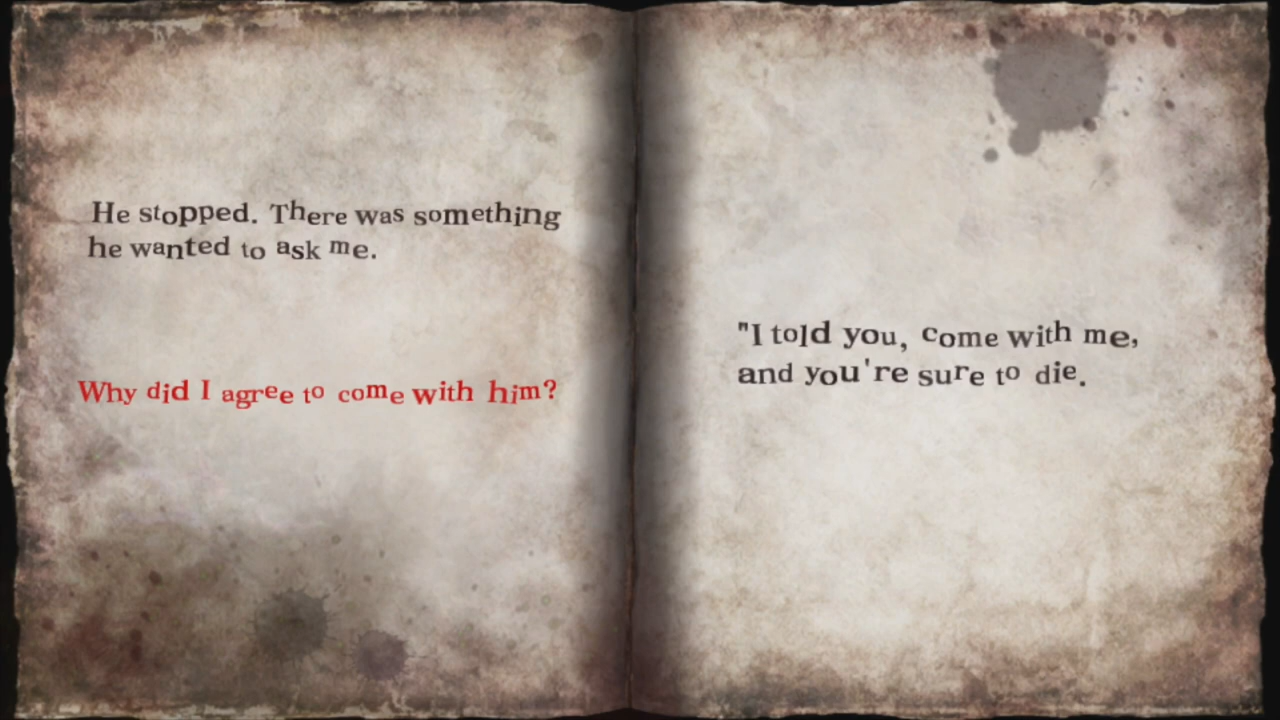 He stopped. There was something
he wanted to ask me.
Why did I agree to come with him?
"I told you, come with me,
and you're sure to die.